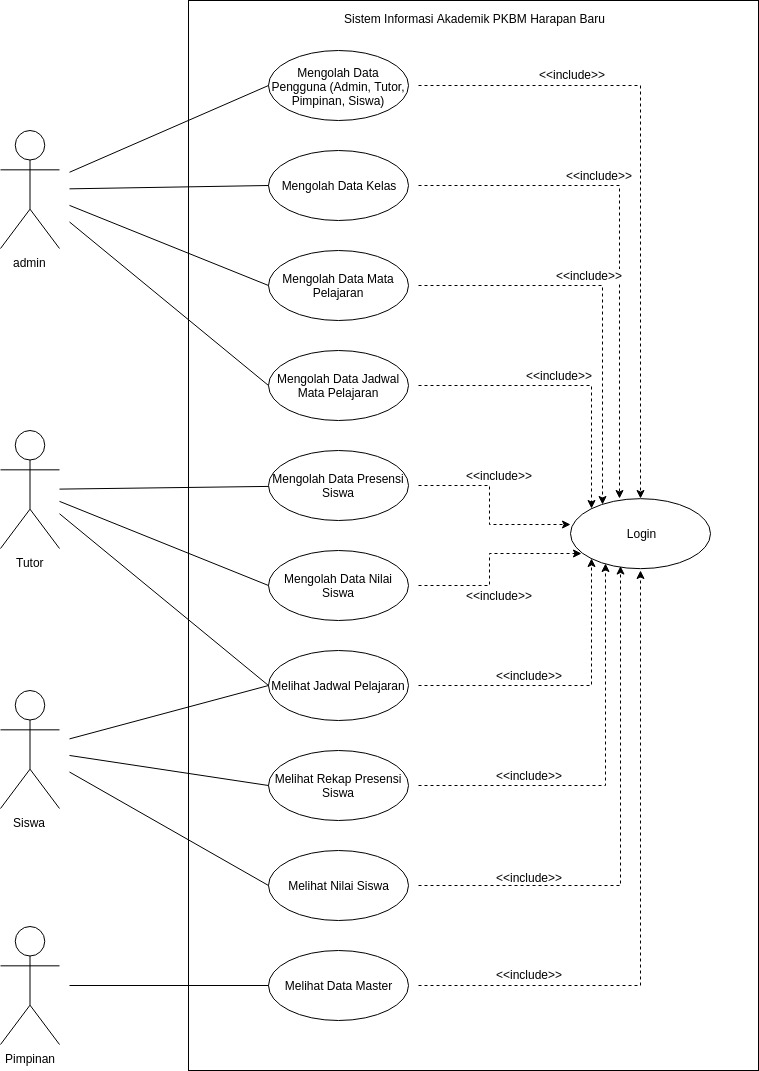 Sistem Informasi Akademik PKBM Harapan Baru
Mengolah Data
Pengguna (Admin, Tutor,
Pimpinan, Siswa)
<<include>>
Mengolah Data Kelas
<<include>>
admin
Mengolah Data Mata
Pelajaran
<<include>>
Mengolah Data Jadwal
Mata Pelajaran
<<include>>
Mengolah Data Presensi
Siswa
<<include>>
Login
Tutor
Mengolah Data Nilai
Siswa
<<include>>
Melihat Jadwal Pelajaran
<<include>>
Melihat Rekap Presensi
Siswa
<<include>>
Siswa
Melihat Nilai Siswa
<<include>>
Melihat Data Master
<<include>>
Pimpinan